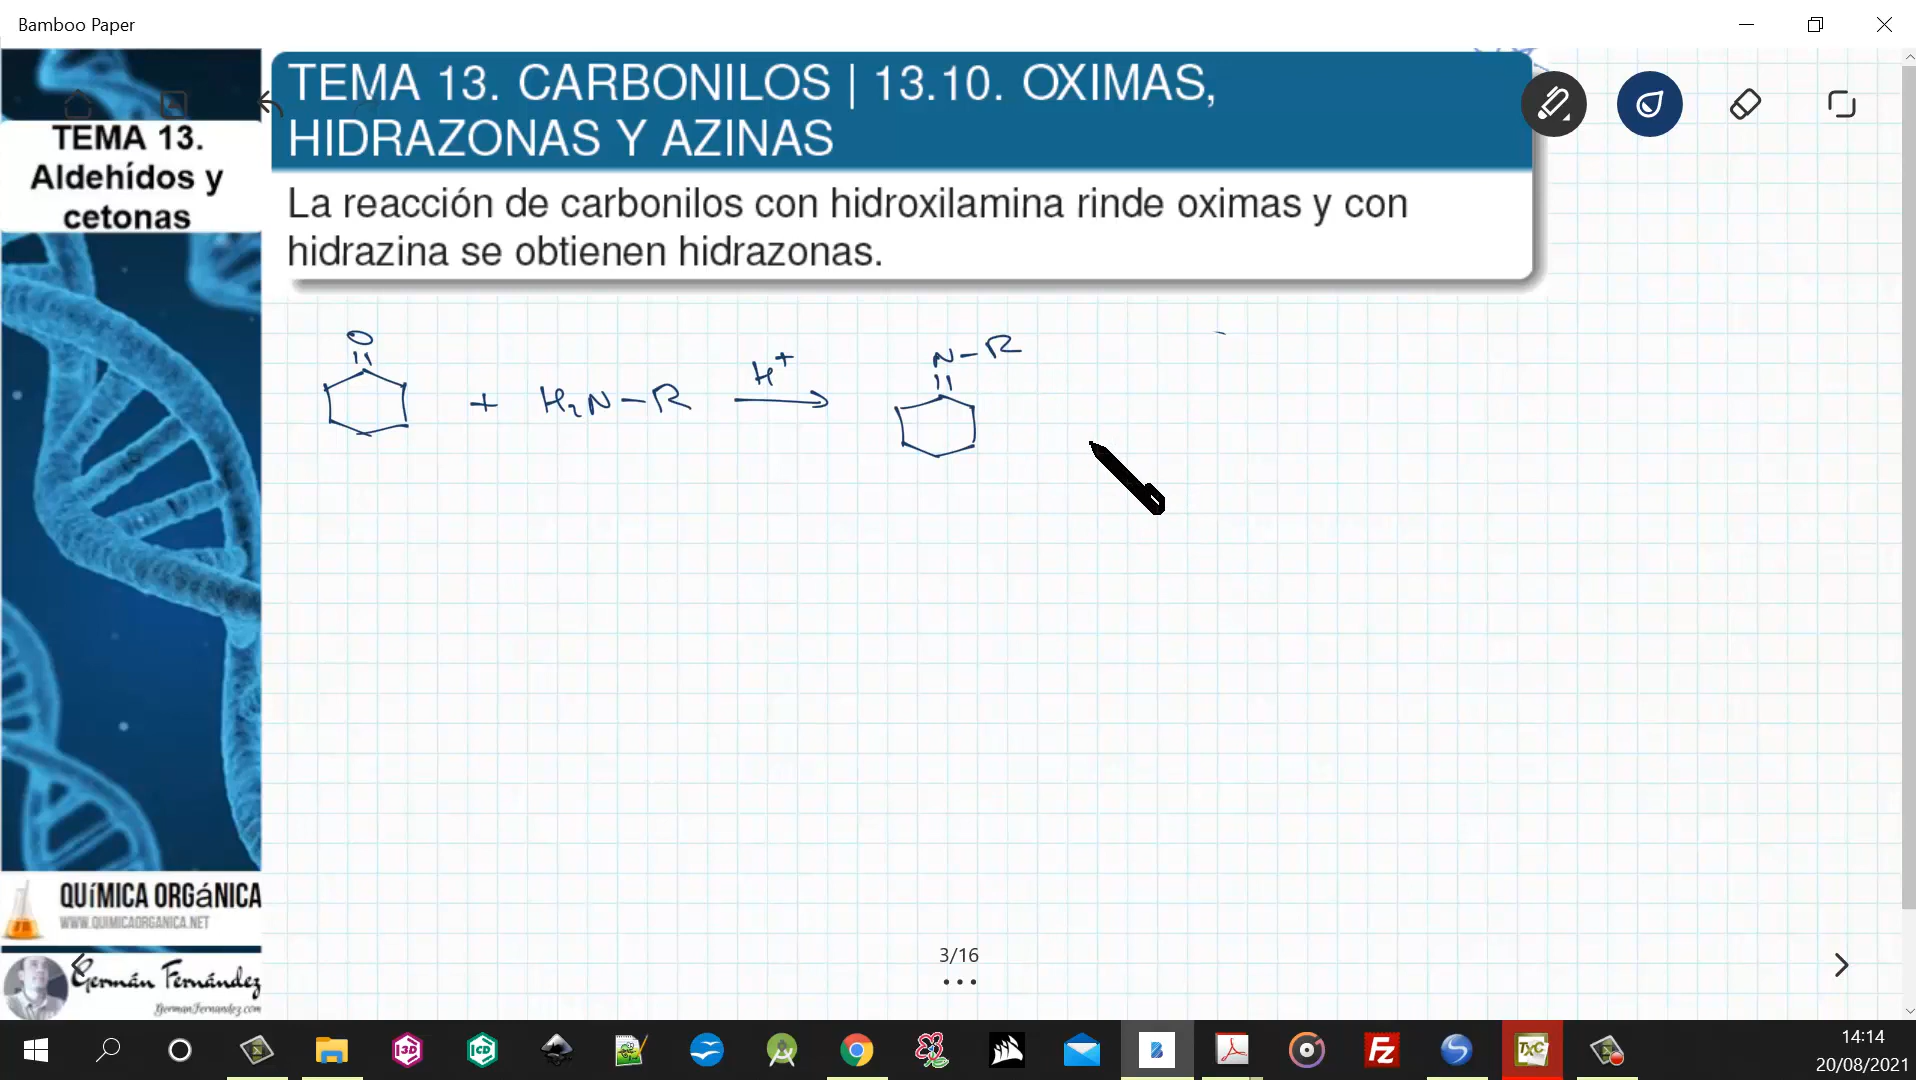 Bamboo Paper
TEMA 13. CARBONILOS | 13.10. OXIMAS,
HIDRAZONAS Y AZINAS
TEMA 13.
Aldehídos y
cetonas
La reacción de carbonilos con hidroxilamina rinde oximas y con
hidrazina se obtienen hidrazonas.
O
+ H₂N-R
H⁺
N-R
QUíMICA ORGáNICA
WWW.QUIMICAORGANICA.NET
Germán Fernández
GermanFernandez.com
3/16
14:14
20/08/2021